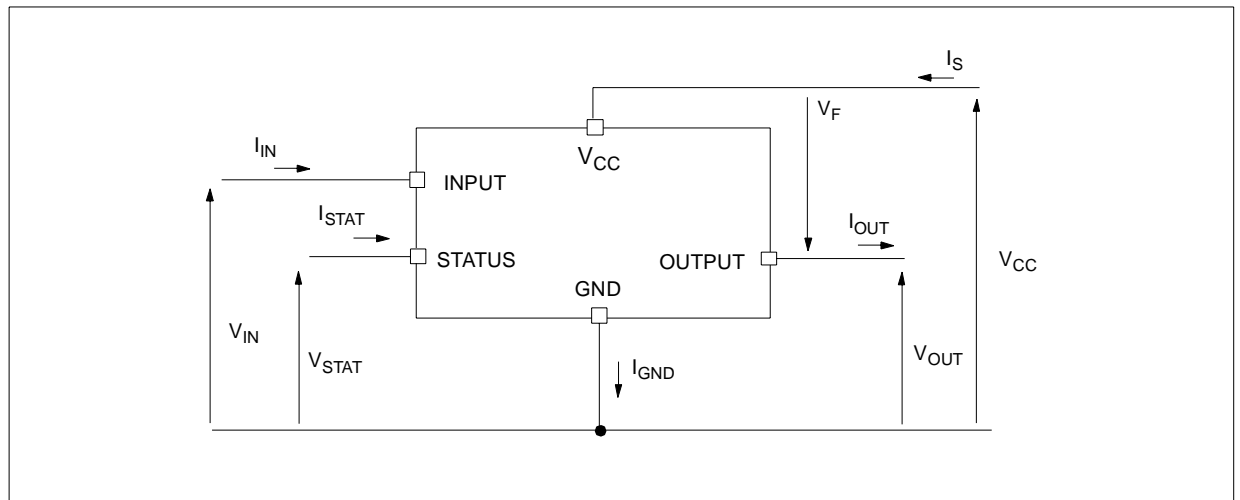 I_S
V_F
V_CC
I_IN
INPUT
I_STAT
I_OUT
STATUS
OUTPUT
V_CC
GND
V_IN
V_STAT
I_GND
V_OUT